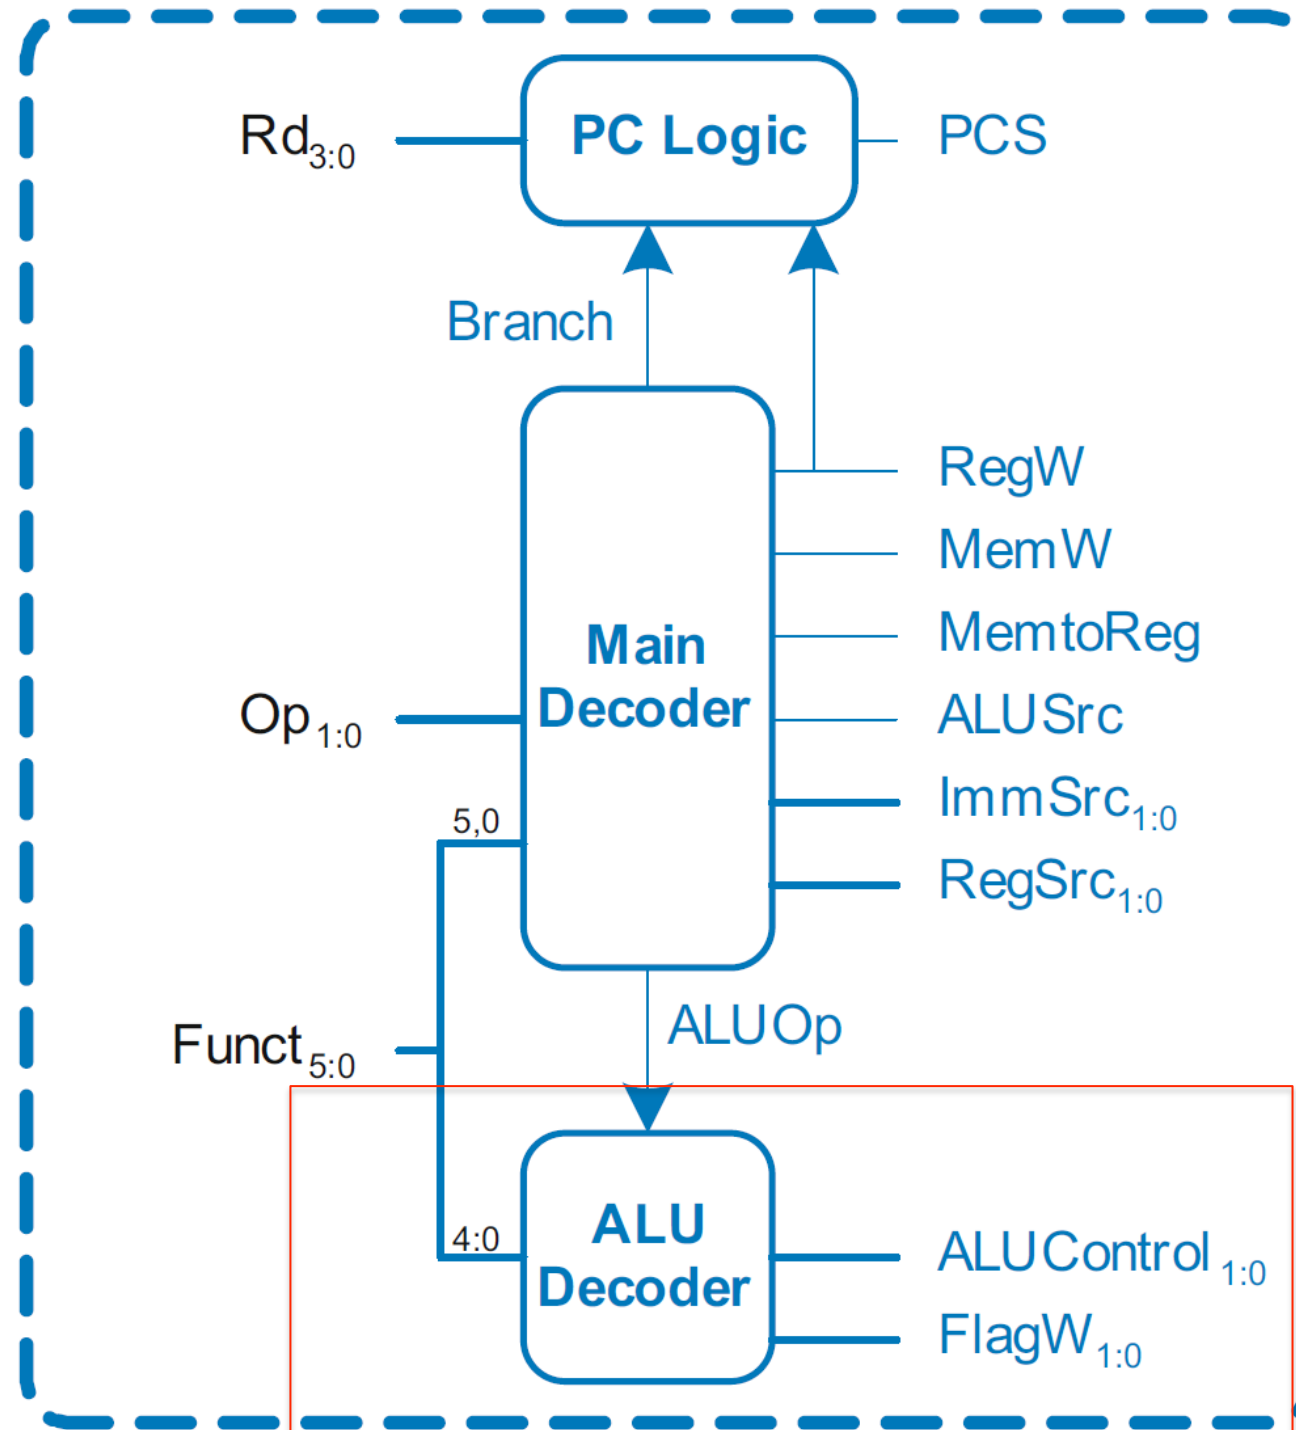 Rd3:0
PC Logic
PCS
Branch
RegW
MemW
MemtoReg
Main
Decoder
Op1:0
ALUSrc
5,0
ImmSrc1:0
RegSrc1:0
ALUOp
Funct5:0
4:0
ALU
Decoder
ALUControl1:0
FlagW1:0